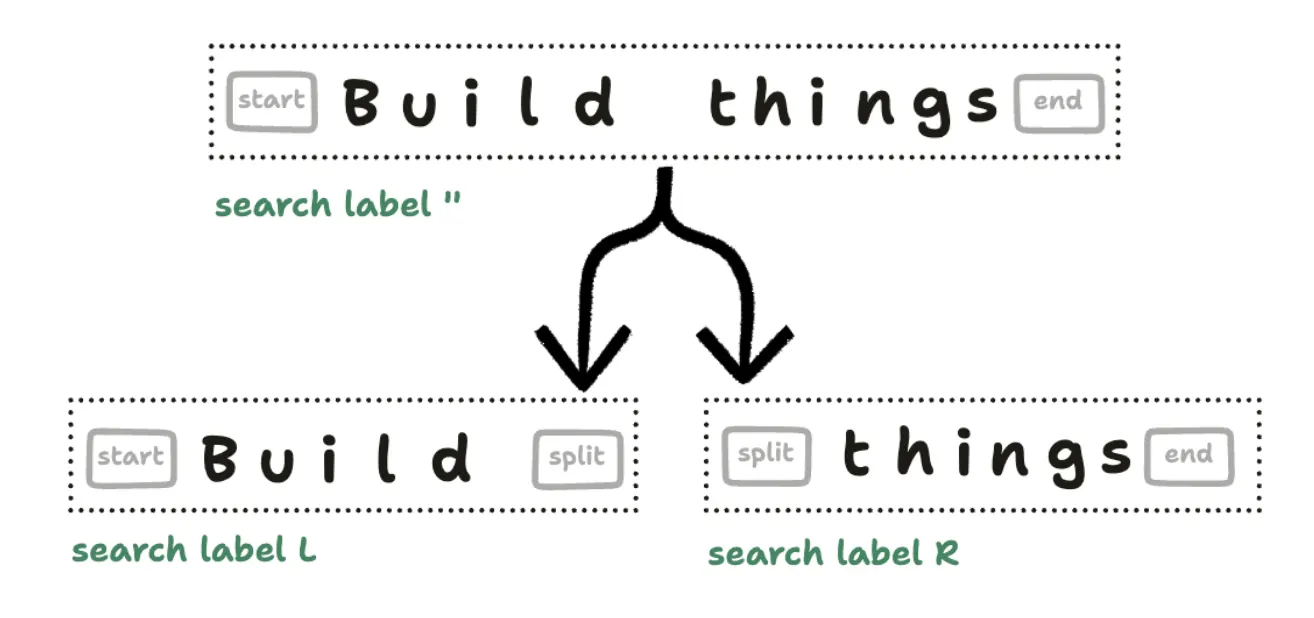 start Build things end
search label "
start Build split
split things end
search label L
search label R